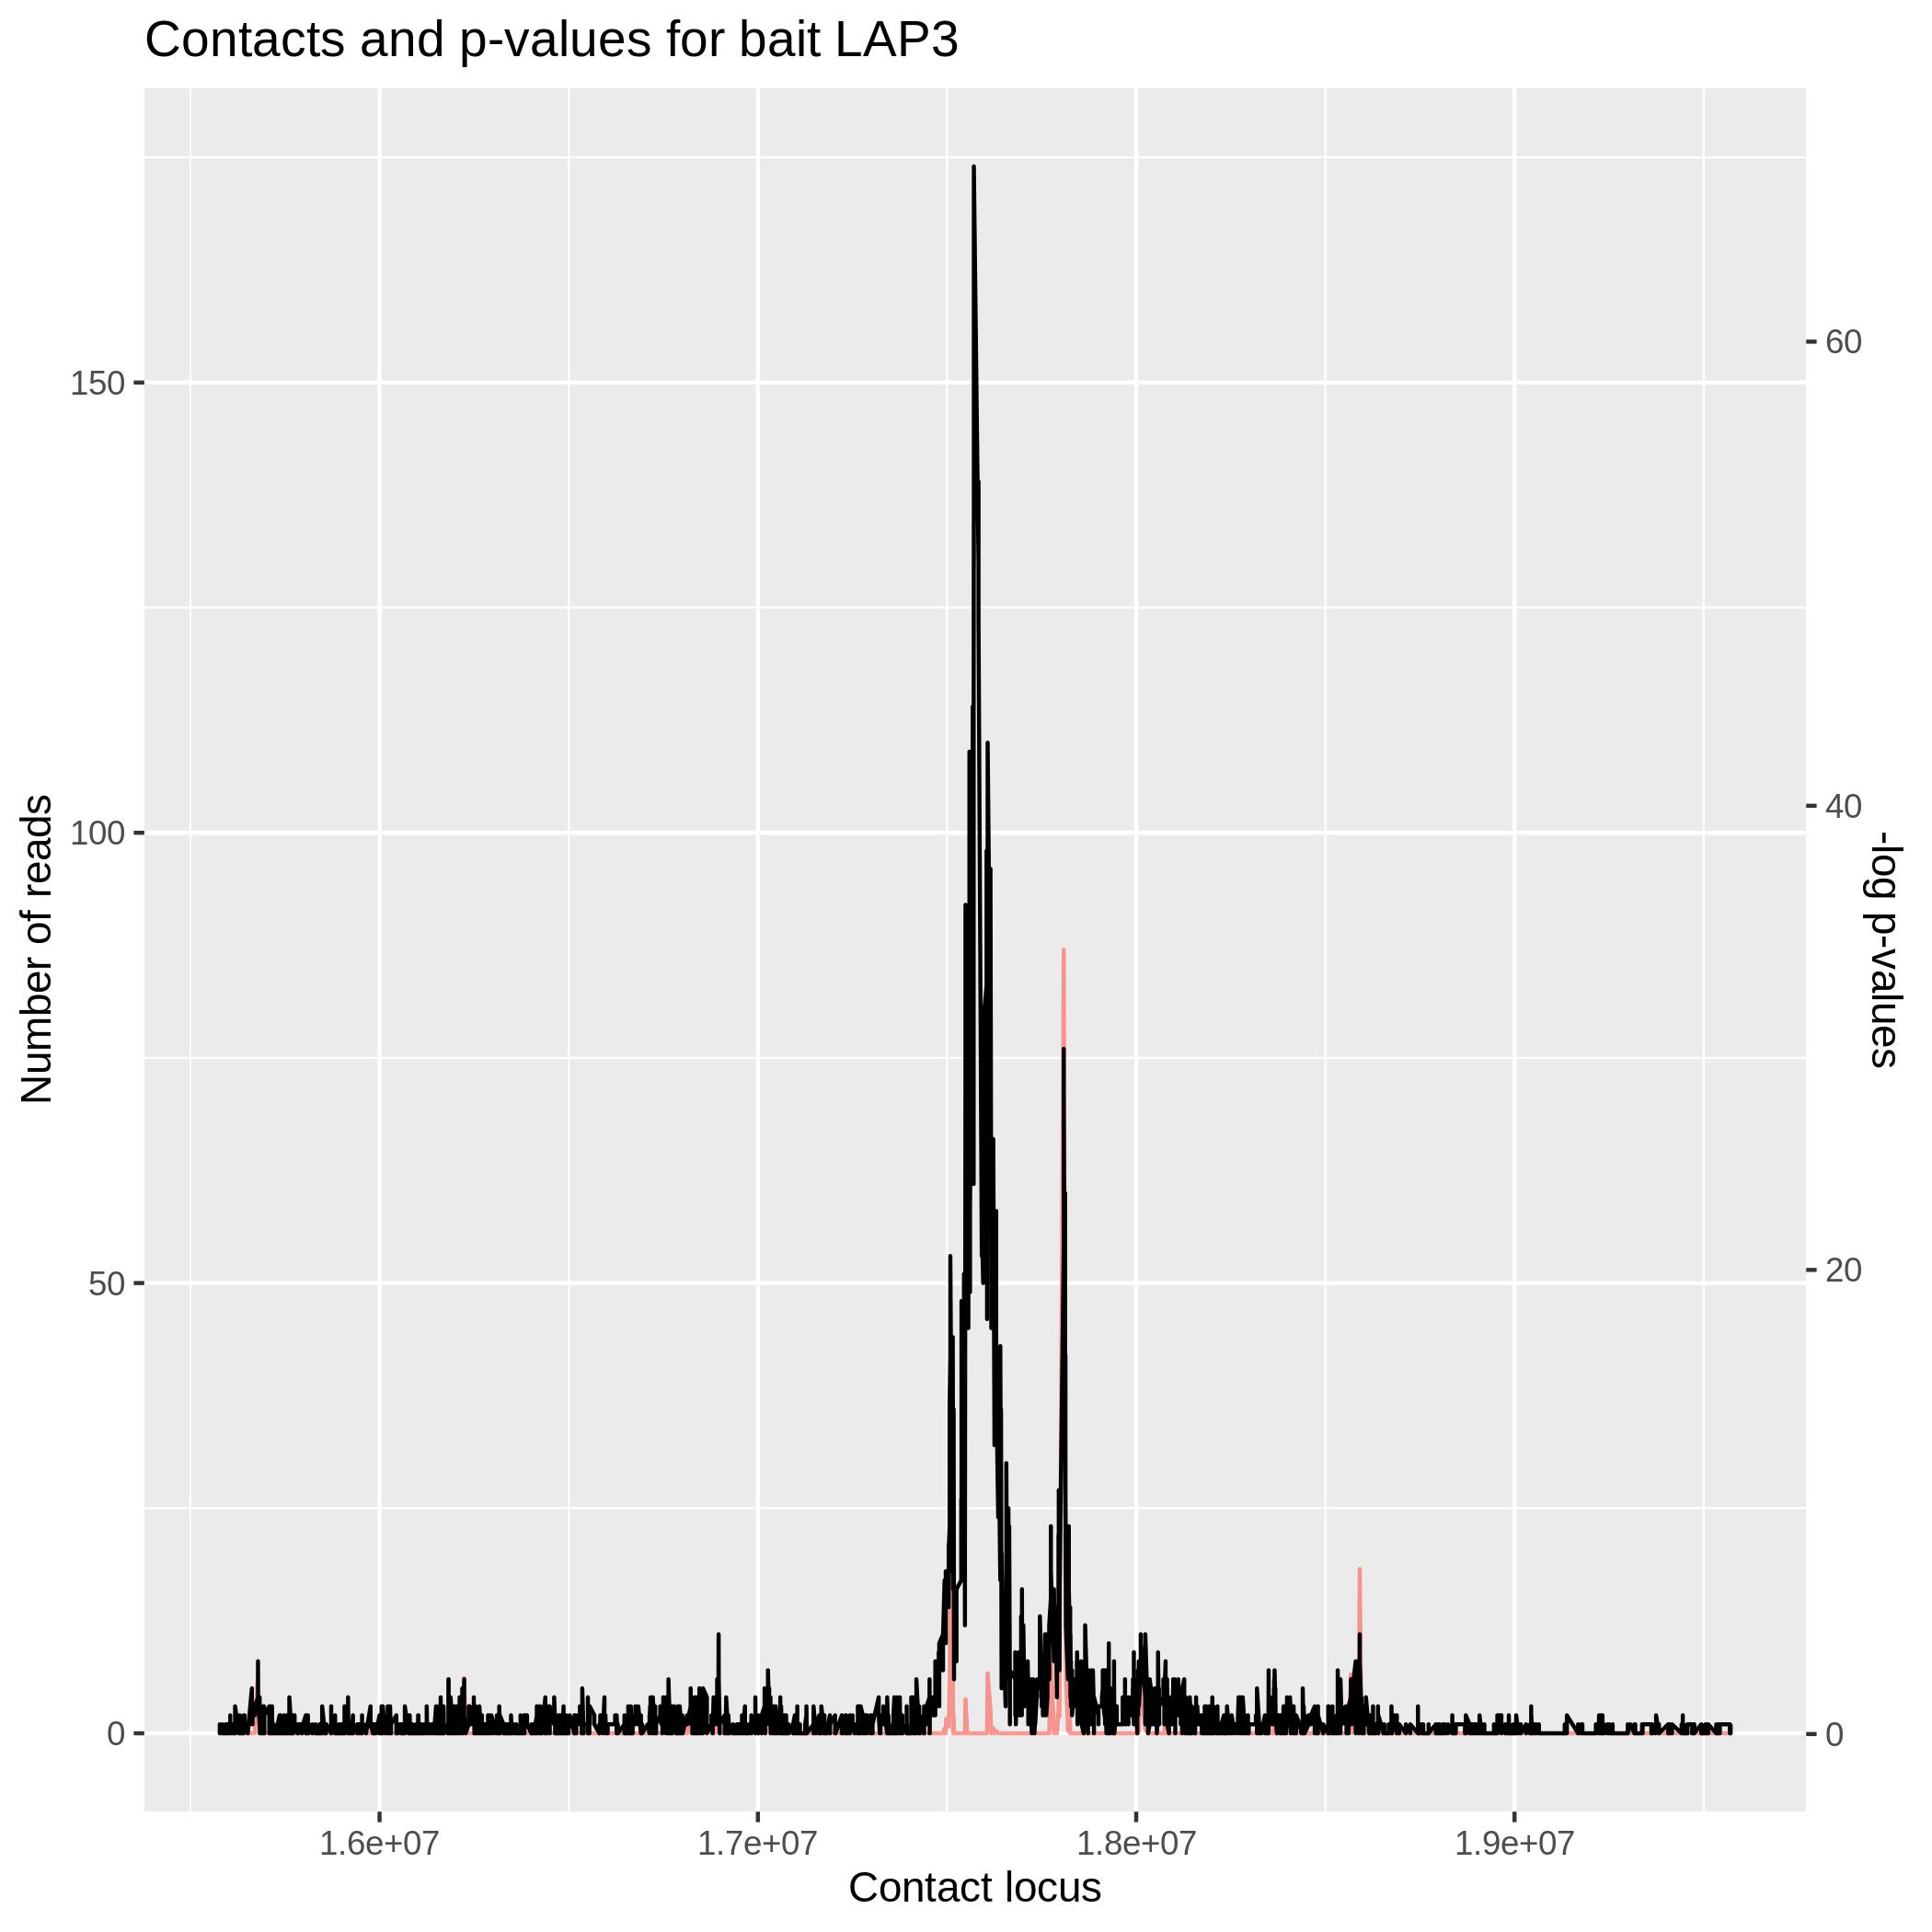 Contacts and p-values for bait LAP3
150
100
50
0
60
40
20
0
Number of reads
-log p-values
1.6e+07
1.7e+07
1.8e+07
1.9e+07
Contact locus